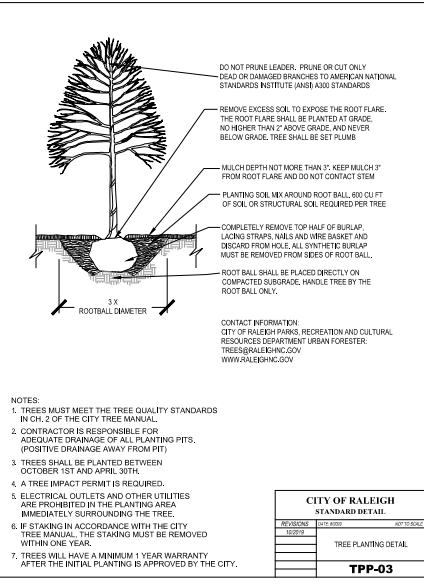 DO NOT PRUNE LEADER. PRUNE OR CUT ONLY
DEAD OR DAMAGED BRANCHES TO AMERICAN NATIONAL
STANDARDS INSTITUTE (ANSI) A300 STANDARDS
REMOVE EXCESS SOIL TO EXPOSE THE ROOT FLARE.
THE ROOT FLARE SHALL BE PLANTED AT GRADE,
NO HIGHER THAN 2" ABOVE GRADE, AND NEVER
BELOW GRADE. TREE SHALL BE SET PLUMB
MULCH DEPTH NOT MORE THAN 3". KEEP MULCH 3"
FROM ROOT FLARE AND DO NOT CONTACT STEM
PLANTING SOIL MIX AROUND ROOT BALL, 600 CU FT
OF SOIL OR STRUCTURAL SOIL REQUIRED PER TREE
COMPLETELY REMOVE TOP HALF OF BURLAP,
LACING STRAPS, NAILS AND WIRE BASKET AND
DISCARD FROM HOLE, ALL SYNTHETIC BURLAP
MUST BE REMOVED FROM SIDES OF ROOT BALL.
ROOT BALL SHALL BE PLACED DIRECTLY ON
COMPACTED SUBGRADE. HANDLE TREE BY THE
ROOT BALL ONLY.
3 X
ROOTBALL DIAMETER
CONTACT INFORMATION:
CITY OF RALEIGH PARKS, RECREATION AND CULTURAL
RESOURCES DEPARTMENT URBAN FORESTER:
TREES@RALEIGHNC.GOV
WWW.RALEIGHNC.GOV
NOTES:
1. TREES MUST MEET THE TREE QUALITY STANDARDS
IN CH. 2 OF THE CITY TREE MANUAL.
2. CONTRACTOR IS RESPONSIBLE FOR
ADEQUATE DRAINAGE OF ALL PLANTING PITS.
(POSITIVE DRAINAGE AWAY FROM PIT)
3. TREES SHALL BE PLANTED BETWEEN
OCTOBER 1ST AND APRIL 30TH.
4. A TREE IMPACT PERMIT IS REQUIRED.
5. ELECTRICAL OUTLETS AND OTHER UTILITIES
ARE PROHIBITED IN THE PLANTING AREA
IMMEDIATELY SURROUNDING THE TREE.
6. IF STAKING IN ACCORDANCE WITH THE CITY
TREE MANUAL, THE STAKING MUST BE REMOVED
WITHIN ONE YEAR.
7. TREES WILL HAVE A MINIMUM 1 YEAR WARRANTY
AFTER THE INITIAL PLANTING IS APPROVED BY THE CITY.
CITY OF RALEIGH
STANDARD DETAIL
REVISIONS DATE: NOT TO SCALE
10/2019
TREE PLANTING DETAIL
TPP-03